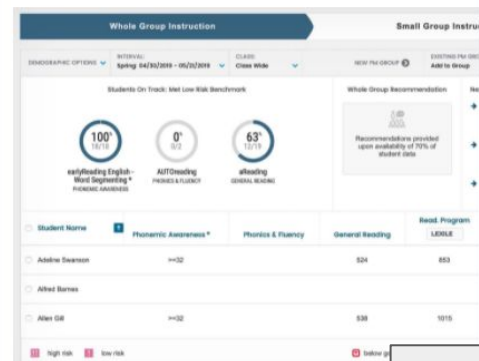 Whole Group Instruction
Small Group Instru
DEMOGRAPHIC OPTIONS
INTERVAL:
Spring: 04/30/2019 - 05/31/2019
CLASS:
Class Wide
NEW PM GROUP
EXISTING PM GRO
Add to Group
Students On Track: Met Low Risk Benchmark
100%
18/18
earlyReading English -
Word Segmenting *
PHONEMIC AWARENESS
0%
0/2
AUTOreading
PHONICS & FLUENCY
63%
12/19
aReading
GENERAL READING
Whole Group Recommendation
Recommendations provided
upon availability of 70% of
student data
Ne
Student Name
Phonemic Awareness *
Phonics & Fluency
General Reading
Read. Program
LEXILE
Adeline Swanson
>=32
524
653
Alfred Barnes
Allen Gill
>=32
538
1015
!! high risk
! low risk
below g